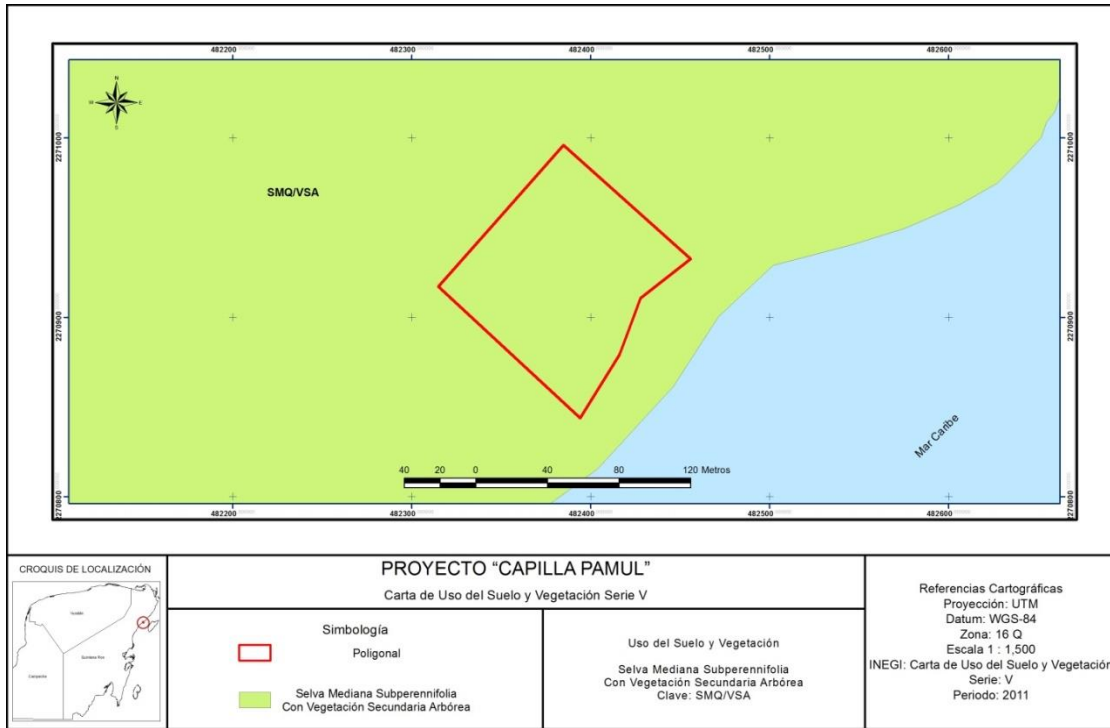 482200 482300 482400 482500 482600
N
W E
S
2271000 2271000
SMQ/VSA
2270900 2270900
Mar Caribe
40 20 0 40 80 120 Metros
2270800 2270800
482200 482300 482400 482500 482600
CROQUIS DE LOCALIZACIÓN
Quintana Roo
Campeche
PROYECTO “CAPILLA PAMUL”
Carta de Uso del Suelo y Vegetación Serie V
Simbología
Poligonal
Selva Mediana Subperennifolia
Con Vegetación Secundaria Arbórea
Uso del Suelo y Vegetación
Selva Mediana Subperennifolia
Con Vegetación Secundaria Arbórea
Clave: SMQ/VSA
Referencias Cartográficas
Proyección: UTM
Datum: WGS-84
Zona: 16 Q
Escala 1 : 1,500
INEGI: Carta de Uso del Suelo y Vegetación
Serie: V
Periodo: 2011